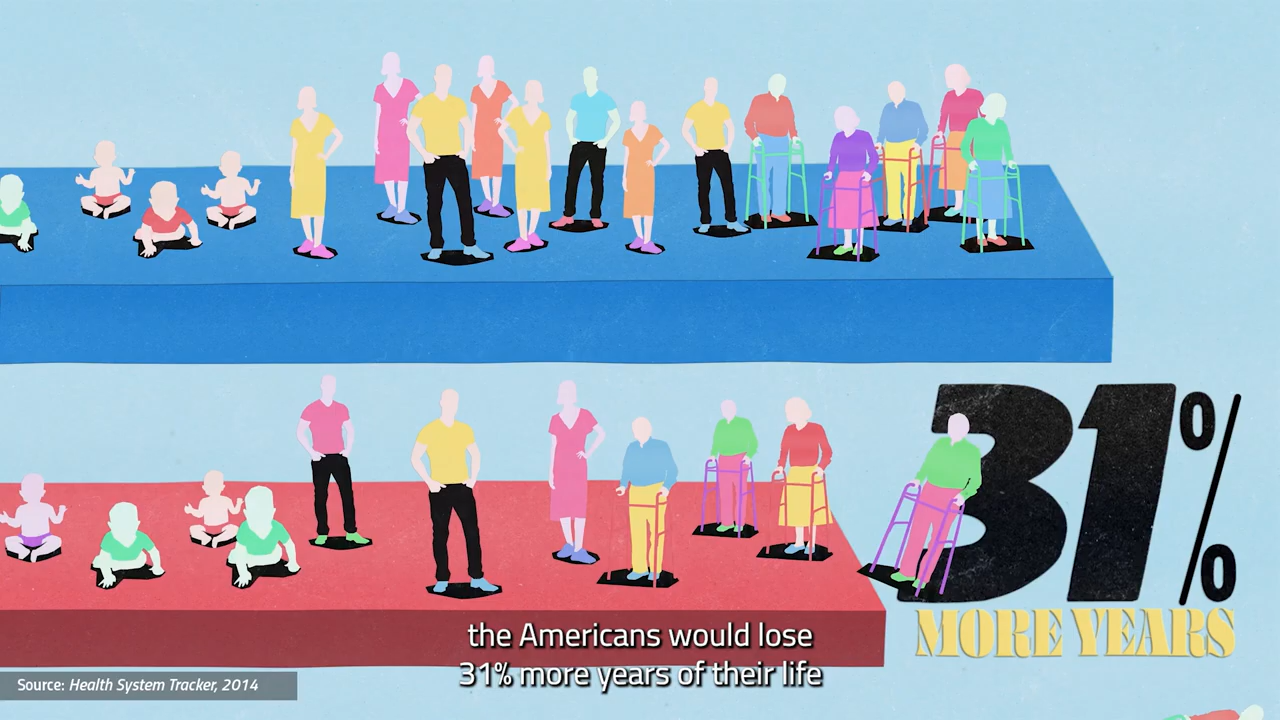 31%
MORE YEARS
the Americans would lose
31% more years of their life
Source: Health System Tracker, 2014